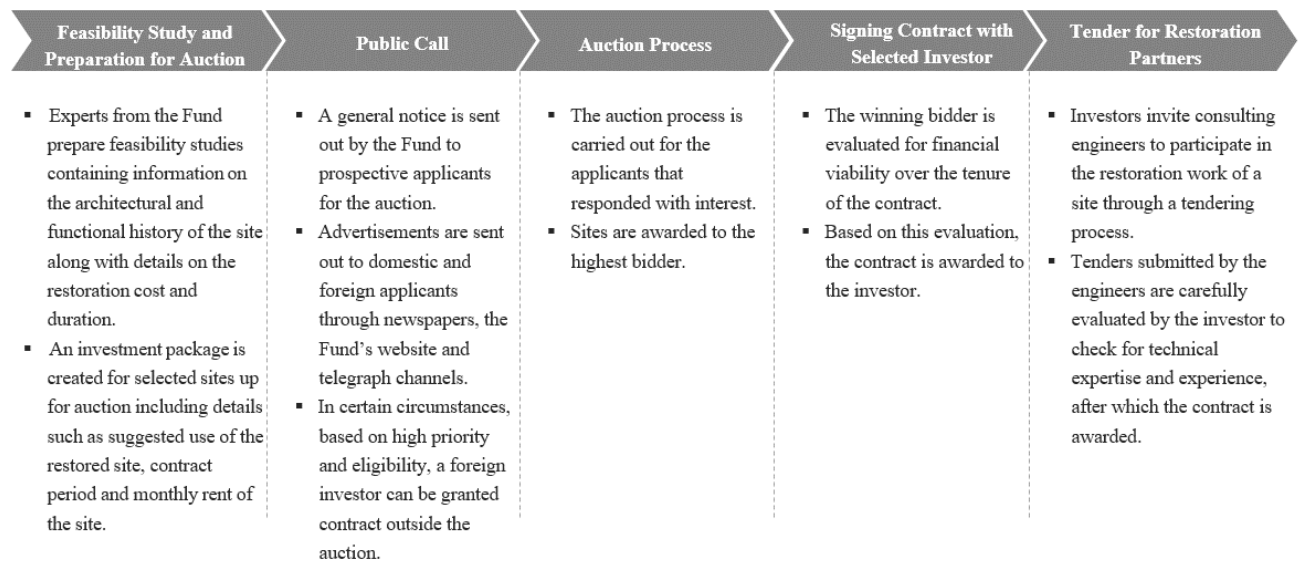 Feasibility Study and
Preparation for Auction
Public Call
Auction Process
Signing Contract with
Selected Investor
Tender for Restoration
Partners
▪ Experts from the Fund
prepare feasibility studies
containing information on
the architectural and
functional history of the site
along with details on the
restoration cost and
duration.
▪ An investment package is
created for selected sites up
for auction including details
such as suggested use of the
restored site, contract
period and monthly rent of
the site.
▪ A general notice is sent
out by the Fund to
prospective applicants
for the auction.
▪ Advertisements are sent
out to domestic and
foreign applicants
through newspapers, the
Fund’s website and
telegraph channels.
▪ In certain circumstances,
based on high priority
and eligibility, a foreign
investor can be granted
contract outside the
auction.
▪ The auction process is
carried out for the
applicants that
responded with interest.
▪ Sites are awarded to the
highest bidder.
▪ The winning bidder is
evaluated for financial
viability over the tenure
of the contract.
▪ Based on this evaluation,
the contract is awarded to
the investor.
▪ Investors invite consulting
engineers to participate in
the restoration work of a
site through a tendering
process.
▪ Tenders submitted by the
engineers are carefully
evaluated by the investor to
check for technical
expertise and experience,
after which the contract is
awarded.